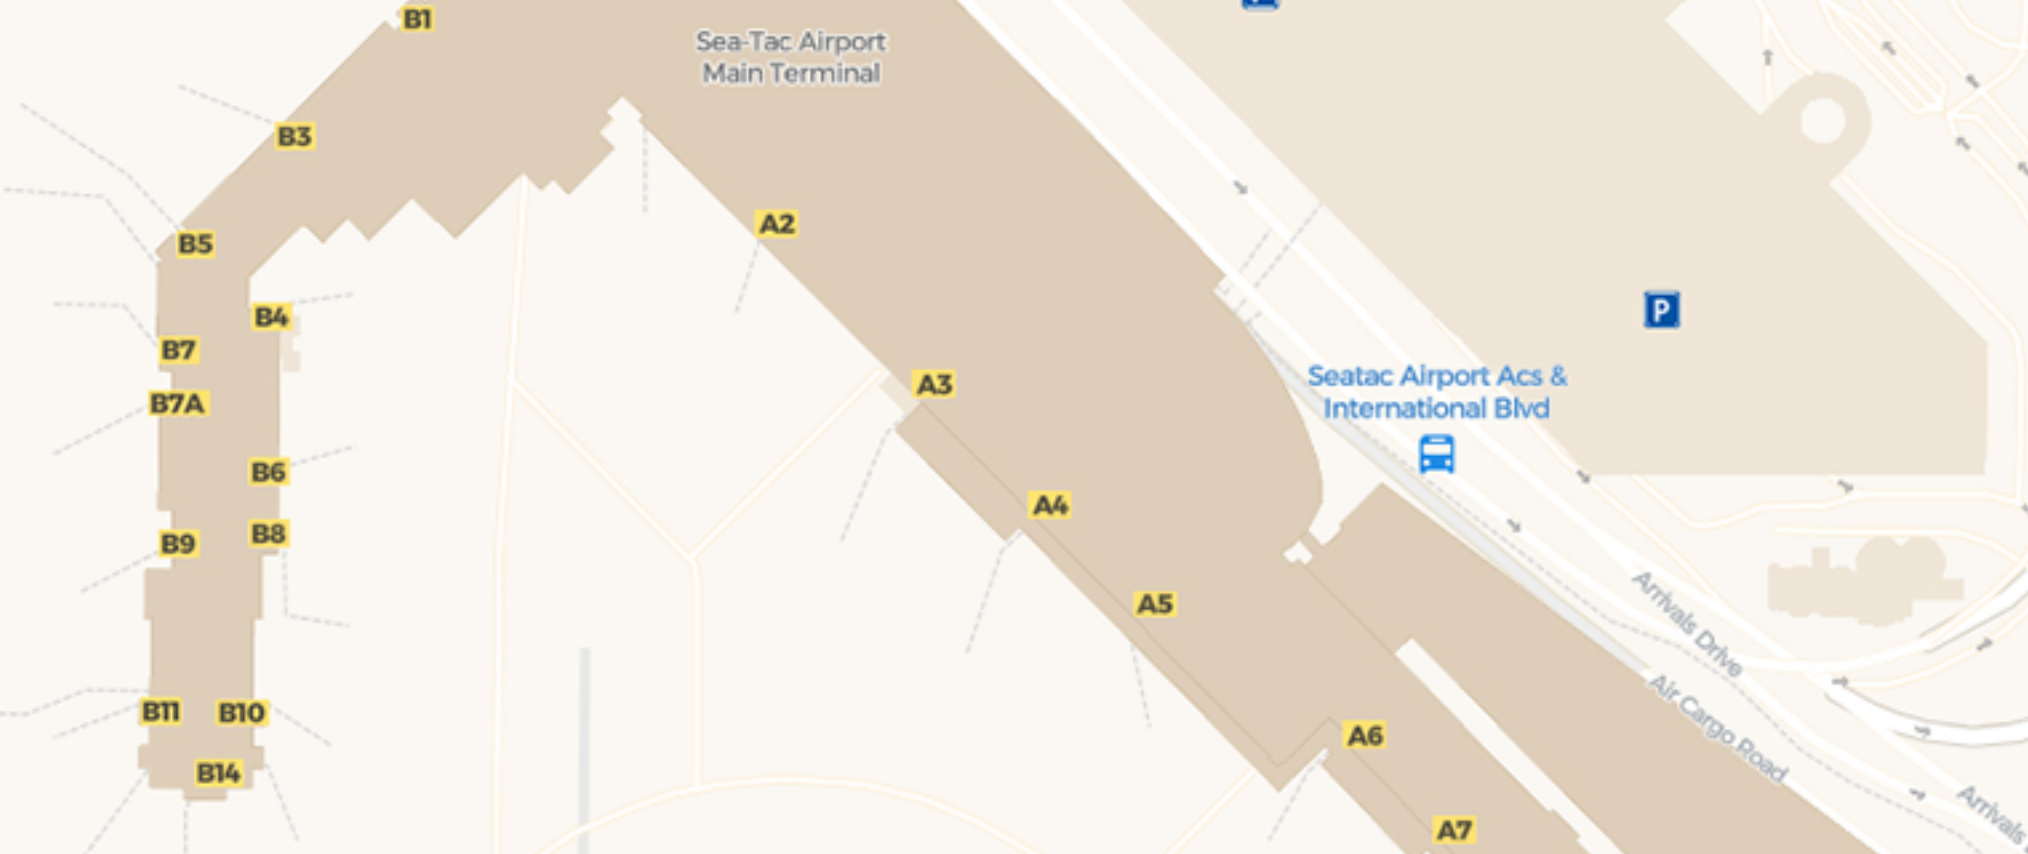 B1
Sea-Tac Airport
Main Terminal
B3
A2
B5
B4
P
B7
Seatac Airport Acs &
International Blvd
A3
B7A
B6
A4
B8
B9
Arrivals Drive
A5
Air Cargo Road
B11
B10
A6
B14
Arrivals
A7